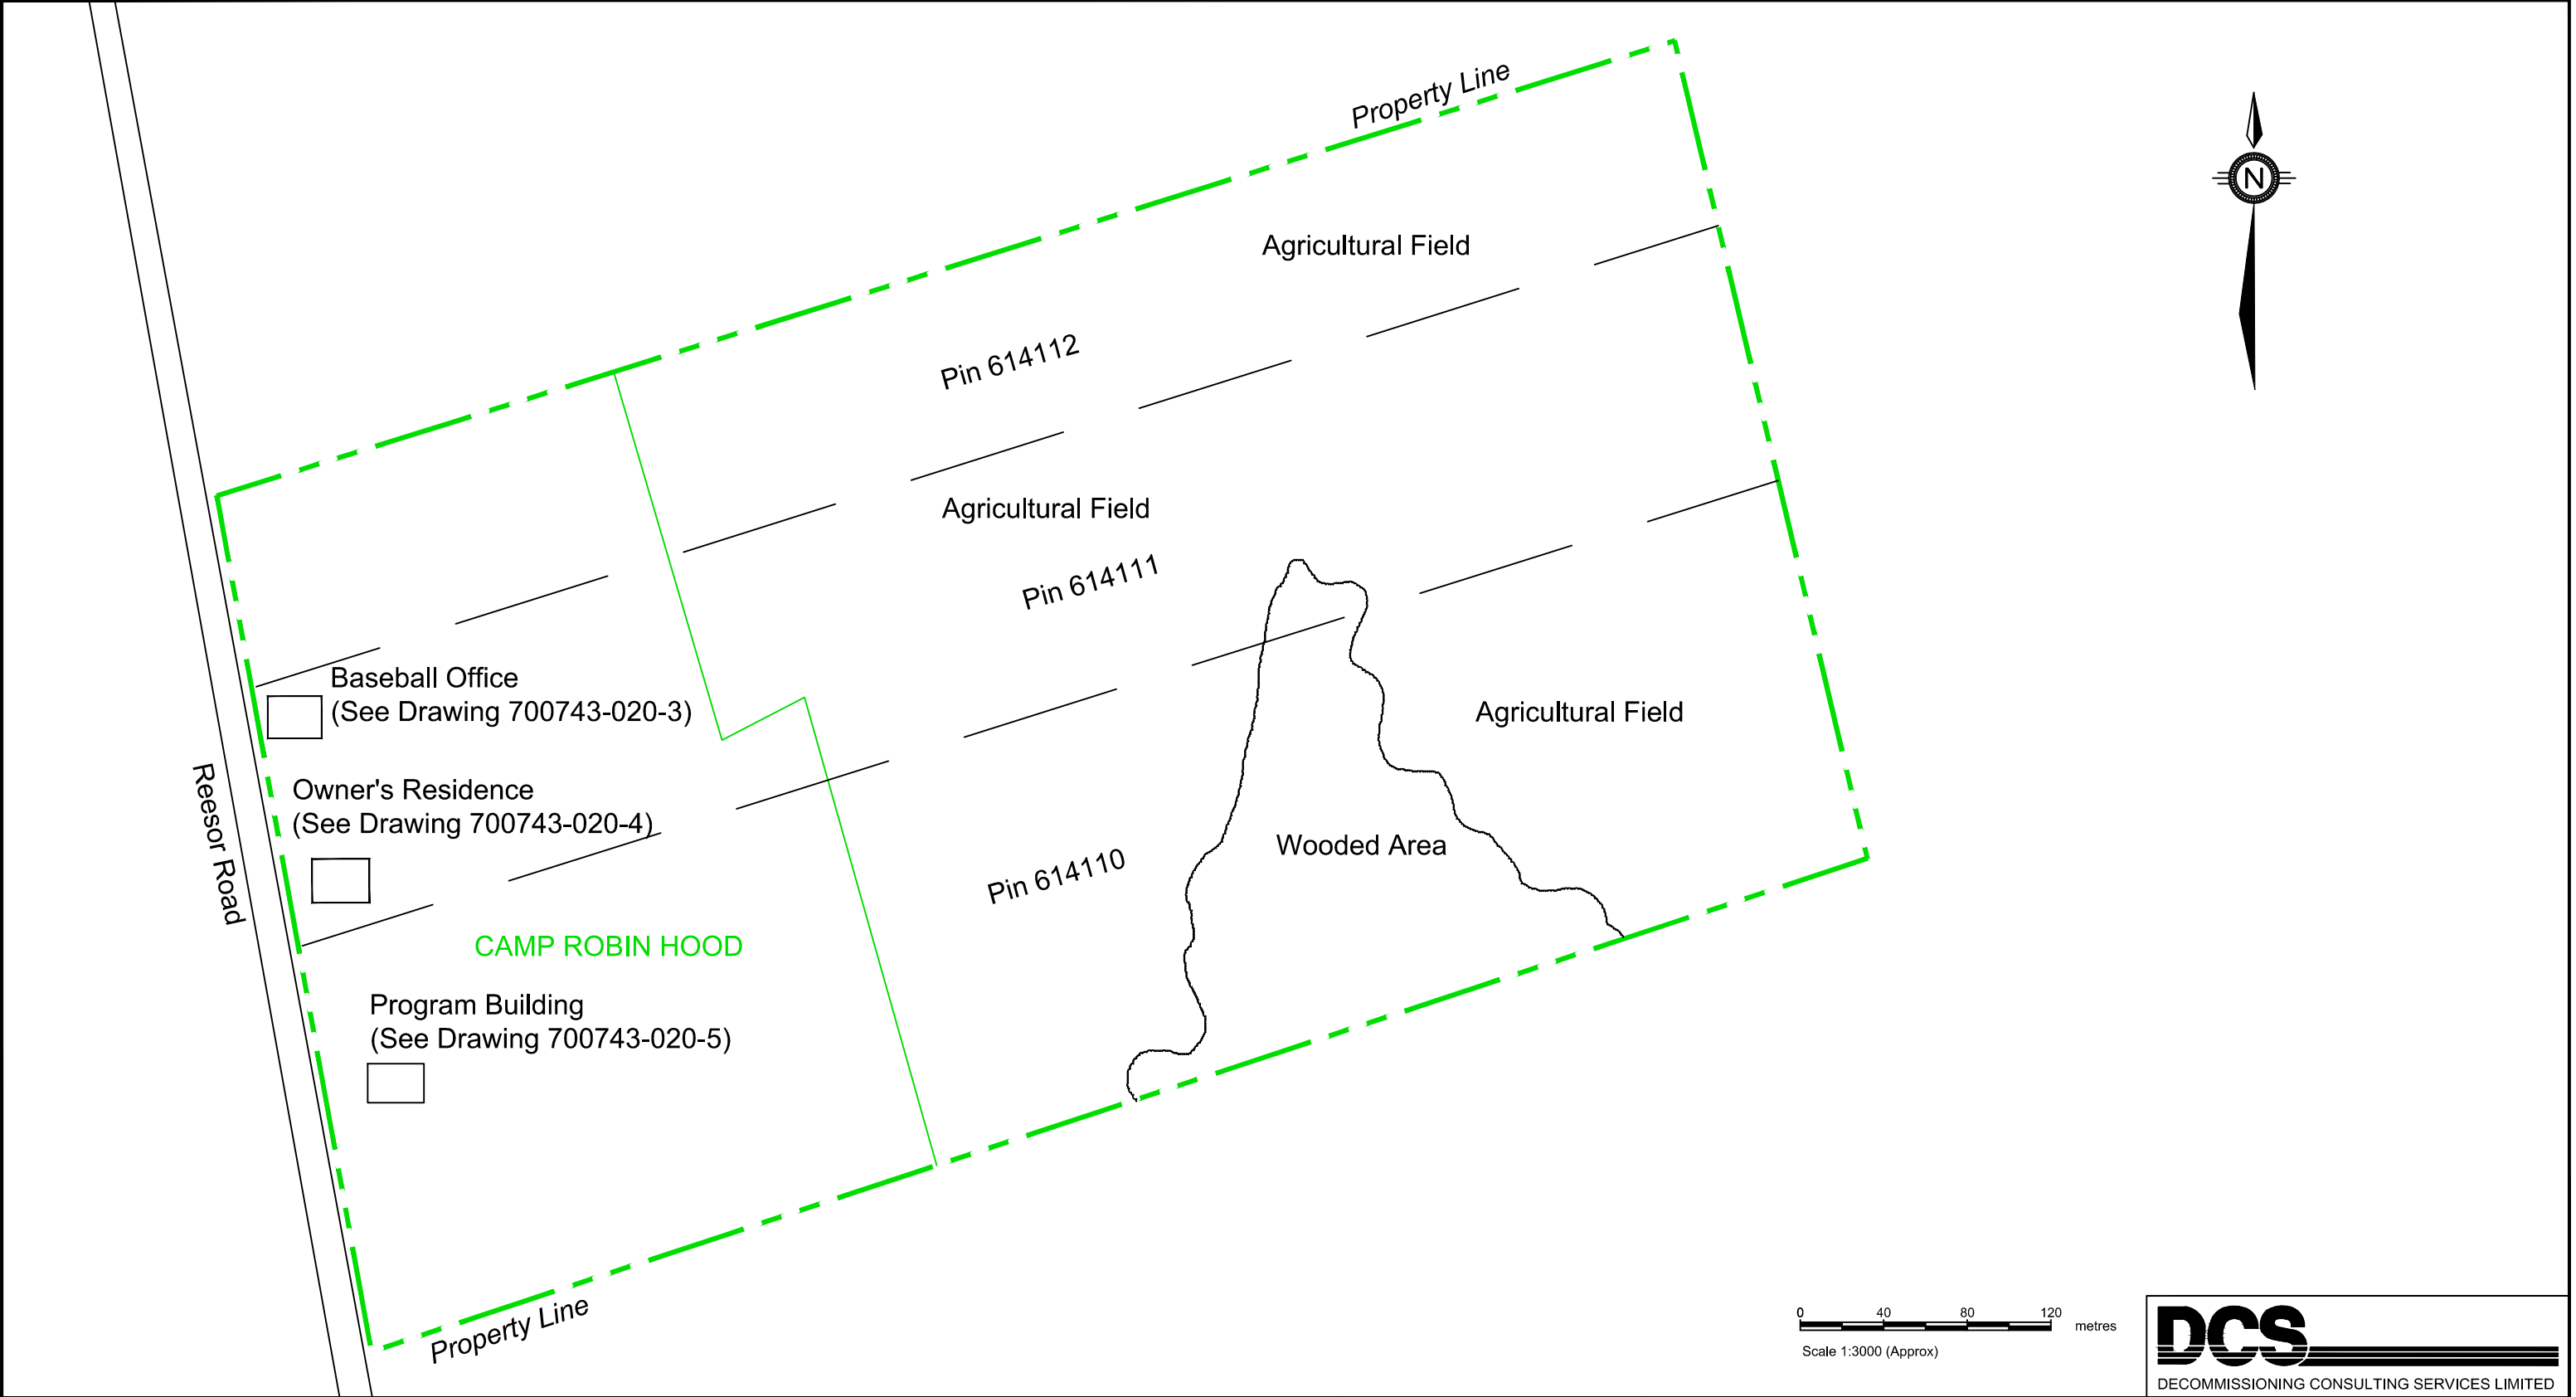 Property Line
N
Agricultural Field
Pin 614112
Agricultural Field
Pin 614111
Baseball Office
(See Drawing 700743-020-3)
Agricultural Field
Owner's Residence
(See Drawing 700743-020-4)
Reesor Road
Wooded Area
Pin 614110
CAMP ROBIN HOOD
Program Building
(See Drawing 700743-020-5)
Property Line
0 40 80 120
metres
Scale 1:3000 (Approx)
DCS
DECOMMISSIONING CONSULTING SERVICES LIMITED